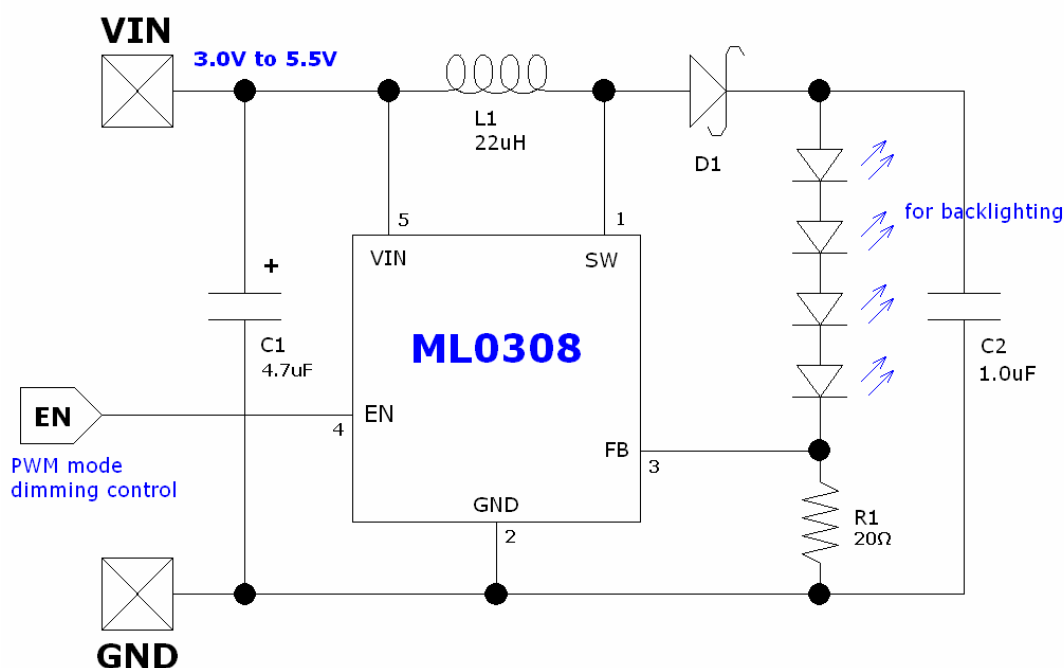 VIN
3.0V to 5.5V
L1
22uH
D1
5
1
for backlighting
VIN
SW
+
C1
4.7uF
ML0308
C2
1.0uF
EN
4
EN
FB
3
PWM mode
dimming control
GND
2
R1
20Ω
GND